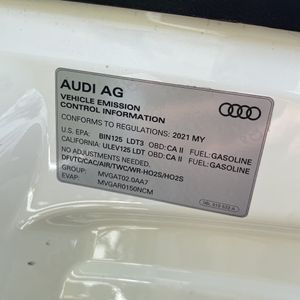 AUDI AG
VEHICLE EMISSION
CONTROL INFORMATION
CONFORMS TO REGULATIONS: 2021 MY
U.S. EPA: BIN125 LDT3 OBD: CA II FUEL:GASOLINE
CALIFORNIA: ULEV125 LDT OBD: CA II FUEL:GASOLINE
NO ADJUSTMENTS NEEDED.
DFI/TC/CAC/AIR/TWC/WR-HO2S/HO2S
GROUP: MVGAT02.0AA7
EVAP: MVGAR0150NCM